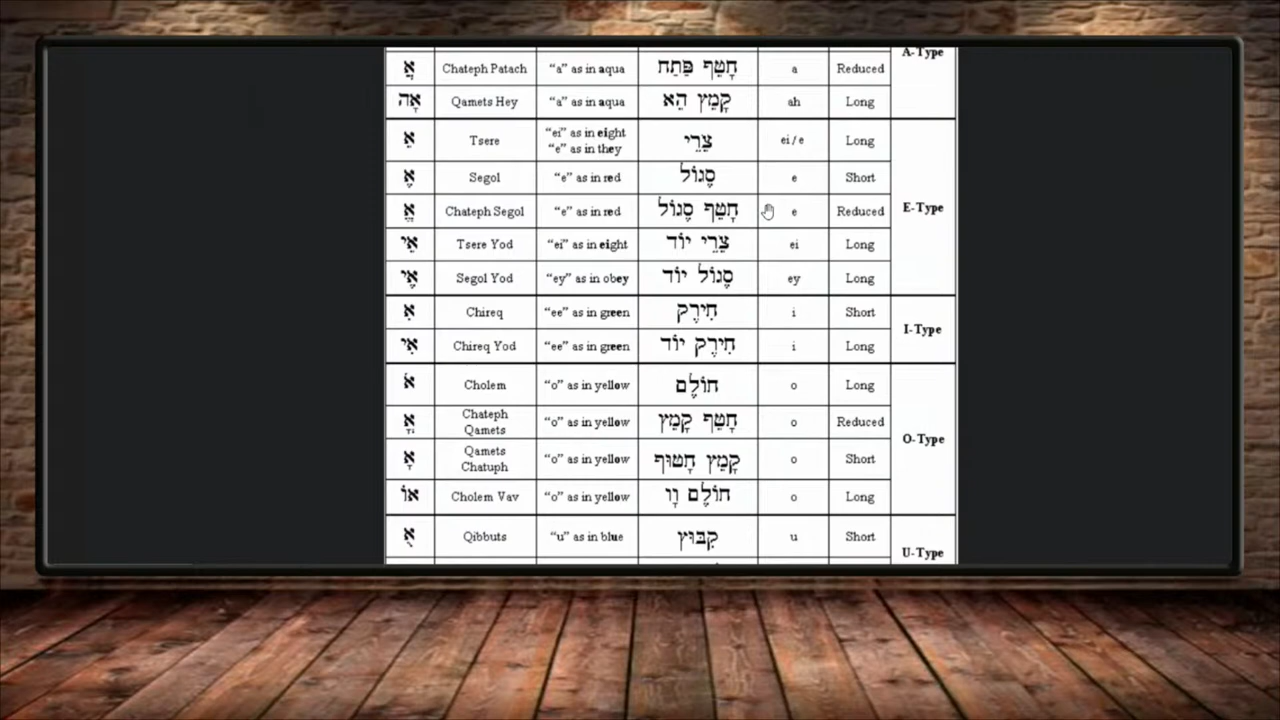 A-Type
אֲ Chateph Patach “a” as in aqua חָטֵף פַּתַח a Reduced
אָה Qamets Hey “a” as in aqua קָמֵץ הֵא ah Long
אֵ Tsere “ei” as in eight צֵרֵי ei / e Long
“e” as in they
E-Type
אֶ Segol “e” as in red סֶגוֹל e Short
אֱ Chateph Segol “e” as in red חָטֵף סֶגוֹל e Reduced
אֵי Tsere Yod “ei” as in eight צֵרֵי יוֹד ei Long
אֶי Segol Yod “ey” as in obey סֶגוֹל יוֹד ey Long
אִ Chireq “ee” as in green חִירֶק i Short
I-Type
אִי Chireq Yod “ee” as in green חִירֶק יוֹד i Long
אֹ Cholem “o” as in yellow חוֹלֶם o Long
אֳ Chateph “o” as in yellow חָטֵף קָמֵץ o Reduced
Qamets
O-Type
אָ Qamets “o” as in yellow קָמֵץ חָטוּף o Short
Chatuph
אוֹ Cholem Vav “o” as in yellow חוֹלֶם וָו o Long
אֻ Qibbuts “u” as in blue קִבּוּץ u Short
U-Type